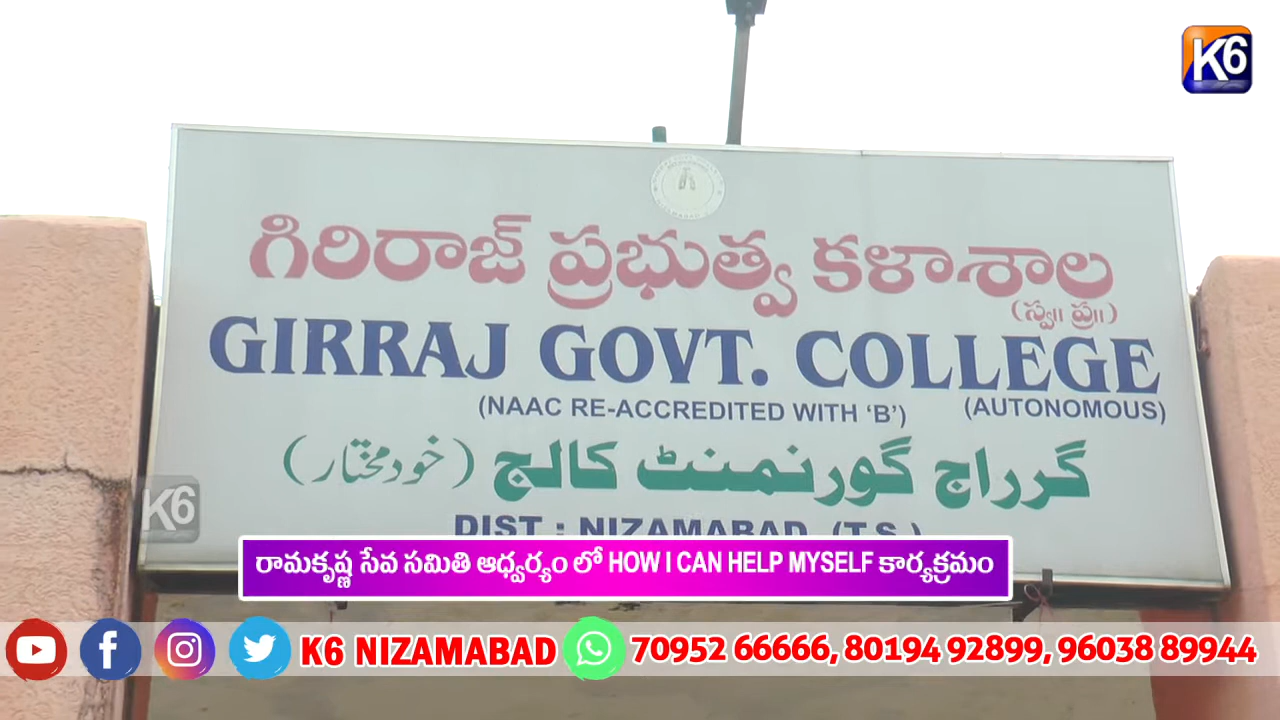 K6
గిరిరాజ్ ప్రభుత్వ కళాశాల
(స్వ॥ ప్ర॥)
GIRRAJ GOVT. COLLEGE
(NAAC RE-ACCREDITED WITH ‘B’) (AUTONOMOUS)
گرراج گورنمنٹ کالج (خودمختار)
K6
DIST : NIZAMABAD. (T.S.)
రామకృష్ణ సేవ సమితి ఆధ్వర్యం లో HOW I CAN HELP MYSELF కార్యక్రమం
K6 NIZAMABAD 70952 66666, 80194 92899, 96038 89944